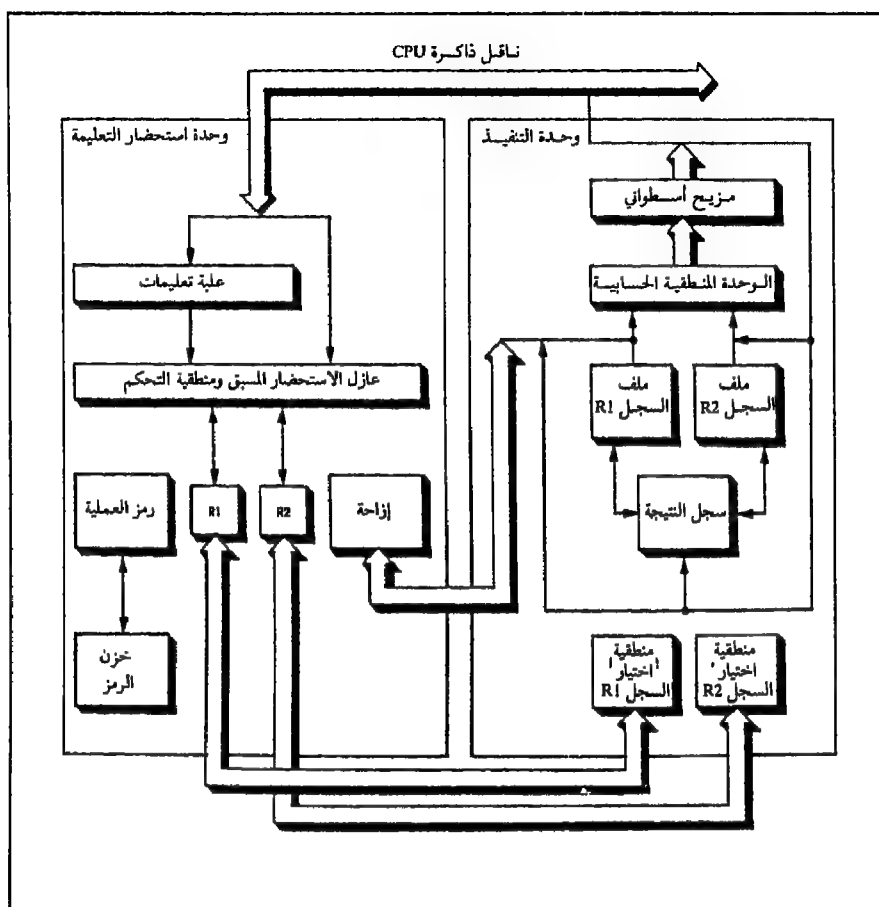 ناقل ذاكرة CPU
وحدة استحضار التعليمة
وحدة التنفيذ
مزيح أسطواني
علبة تعليمات
الوحدة المنطقية الحسابية
عازل الاستحضار المسبق ومنطقية التحكم
ملف
السجل R1
ملف
السجل R2
رمز العملية
R1
R2
إزاحة
سجل النتيجة
خزن
الرمز
منطقية
'اختيار'
السجل R1
منطقية
اختيار'
السجل R2